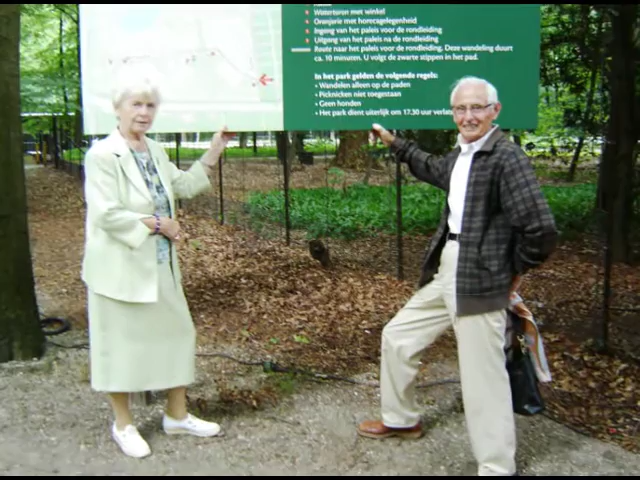 Watertoren met winkel
Oranjerie met horecagelegenheid
Ingang van het paleis voor de rondleiding
Uitgang van het paleis na de rondleiding
Route naar het paleis voor de rondleiding. Deze wandeling duurt
ca. 10 minuten. U volgt de zwarte stippen in het pad.
In het park gelden de volgende regels:
• Wandelen alleen op de paden
• Picknicken niet toegestaan
• Geen honden
• Het park dient uiterlijk om 17.30 uur verlat